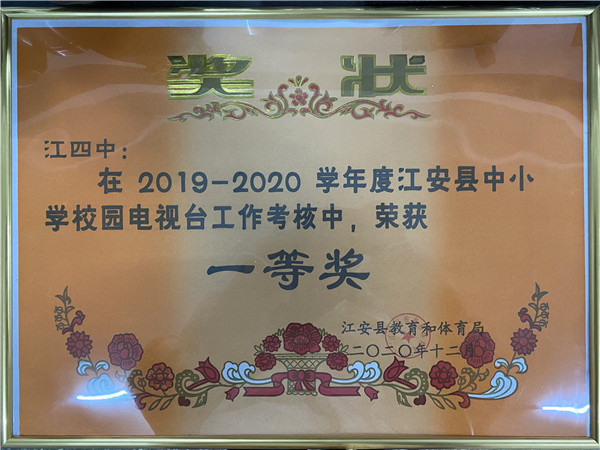 奖状
江四中：
在 2019-2020 学年度江安县中小
学校园电视台工作考核中，荣获
一等奖
江安县教育和体育局
二〇二〇年十二月